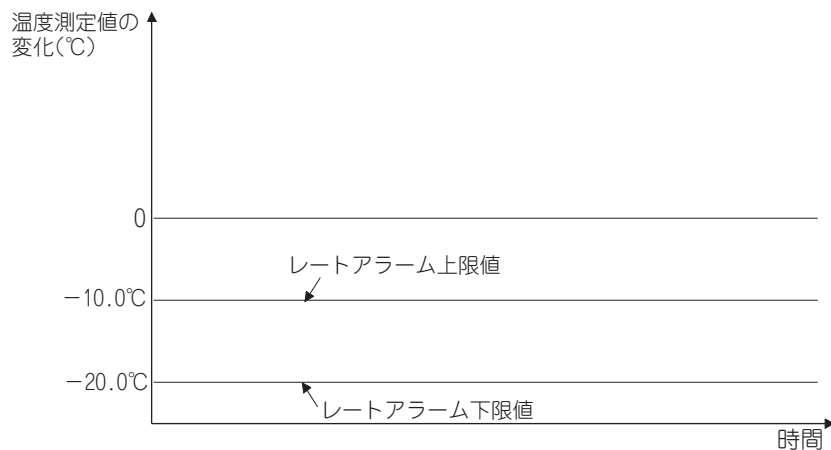 温度測定値の
変化(℃)
0
レートアラーム上限値
−10.0℃
−20.0℃
レートアラーム下限値
時間